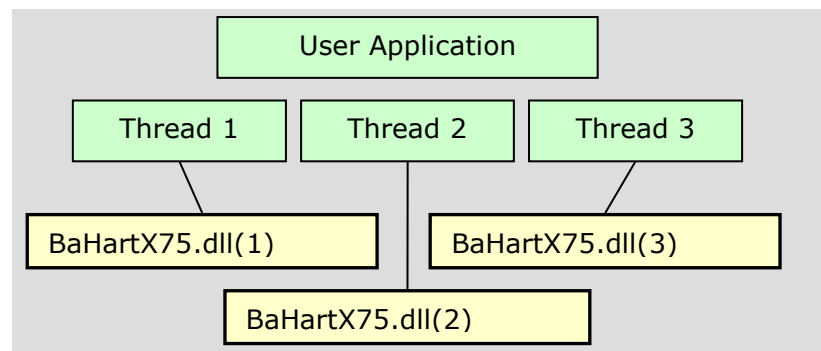 User Application
Thread 1
Thread 2
Thread 3
BaHartX75.dll(1)
BaHartX75.dll(3)
BaHartX75.dll(2)